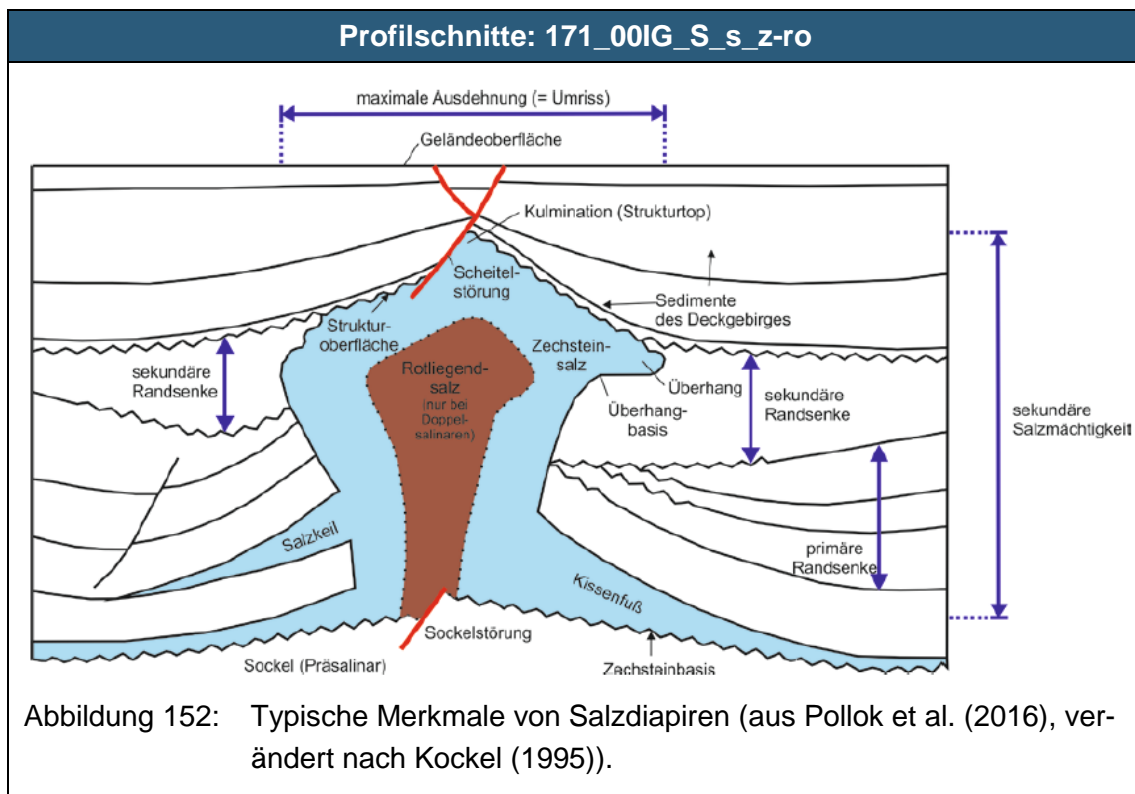 Profilschnitte: 171_00IG_S_s_z-ro
maximale Ausdehnung (= Umriss)
Geländeoberfläche
Kulmination (Strukturtop)
Scheitel-
störung
Sedimente
des Deckgebirges
Struktur-
oberfläche
Zechstein-
salz
Überhang
Überhang-
basis
sekundäre
Randsenke
Rotliegend-
salz
(nur bei
Doppel-
salinaren)
sekundäre
Randsenke
sekundäre
Salzmächtigkeit
primäre
Randsenke
Salzkeil
Kissenfuß
Sockelstörung
Sockel (Präsalinar)
Zechsteinbasis
Abbildung 152: Typische Merkmale von Salzdiapiren (aus Pollok et al. (2016), ver-
ändert nach Kockel (1995)).